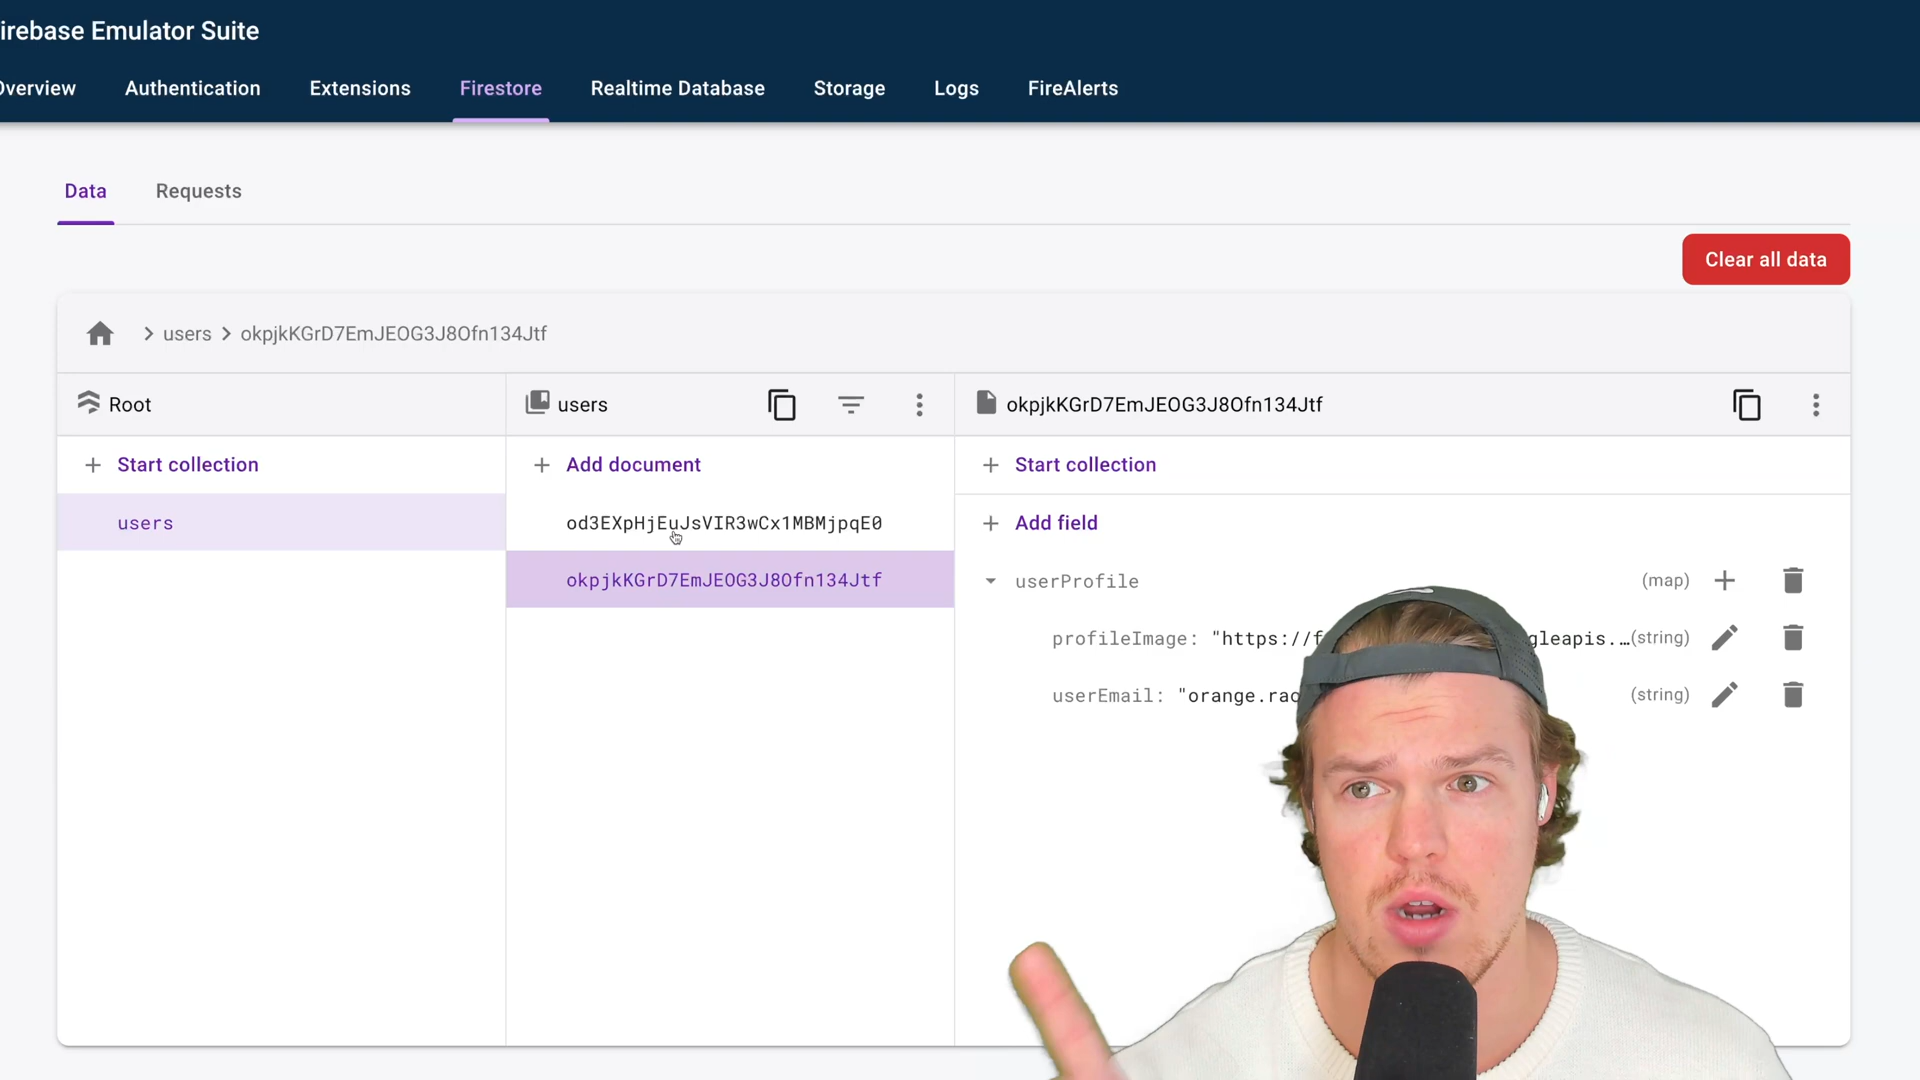 irebase Emulator Suite
Overview Authentication Extensions Firestore Realtime Database Storage Logs FireAlerts
Data Requests
Clear all data
users okpjkKGrD7EmJEOG3J8Ofn134Jtf
Root users okpjkKGrD7EmJEOG3J8Ofn134Jtf
Start collection Add document Start collection
users od3EXpHjEuJsVIR3wCx1MBMjpqE0 Add field
okpjkKGrD7EmJEOG3J8Ofn134Jtf userProfile (map)
profileImage: "https://f gleapis.… (string)
userEmail: "orange.rac (string)